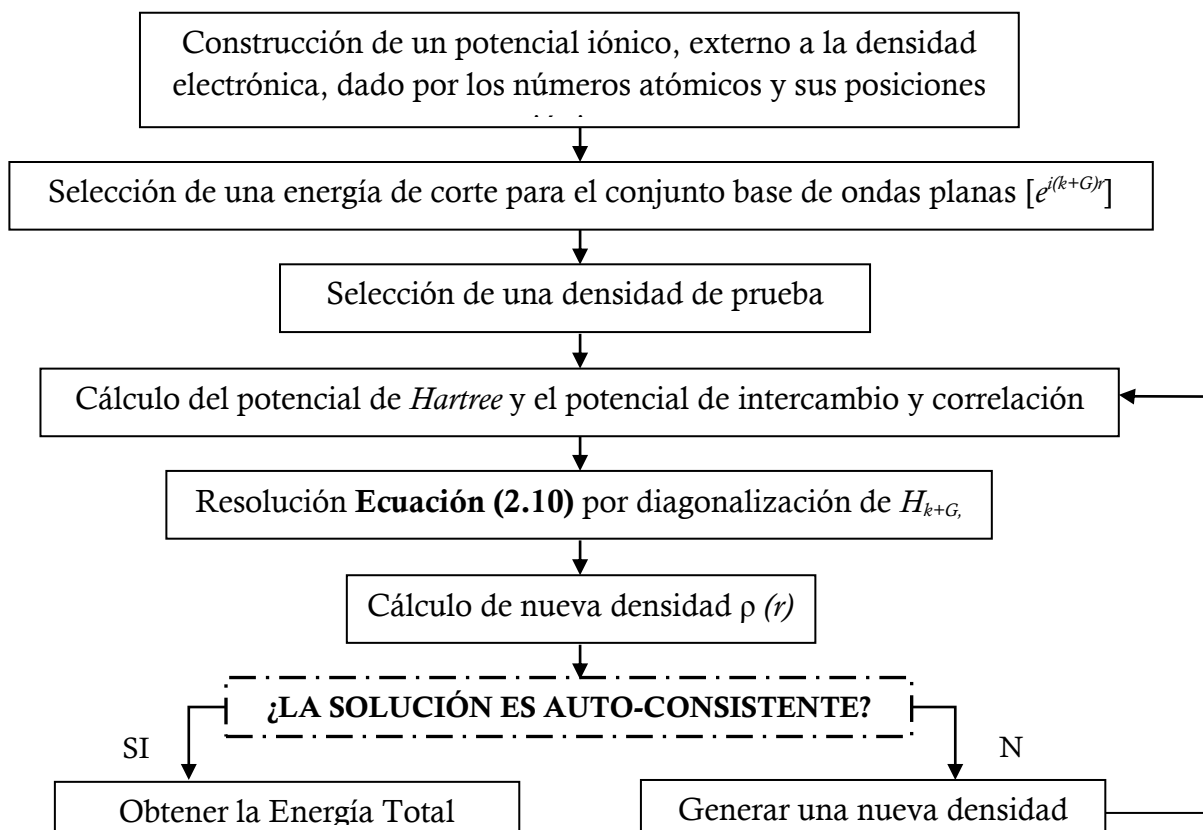 Construcción de un potencial iónico, externo a la densidad
electrónica, dado por los números atómicos y sus posiciones
Selección de una energía de corte para el conjunto base de ondas planas [e^{i(k+G)r}]
Selección de una densidad de prueba
Cálculo del potencial de Hartree y el potencial de intercambio y correlación
Resolución Ecuación (2.10) por diagonalización de H_{k+G,}
Cálculo de nueva densidad ρ (r)
¿LA SOLUCIÓN ES AUTO-CONSISTENTE?
SI
N
Obtener la Energía Total
Generar una nueva densidad